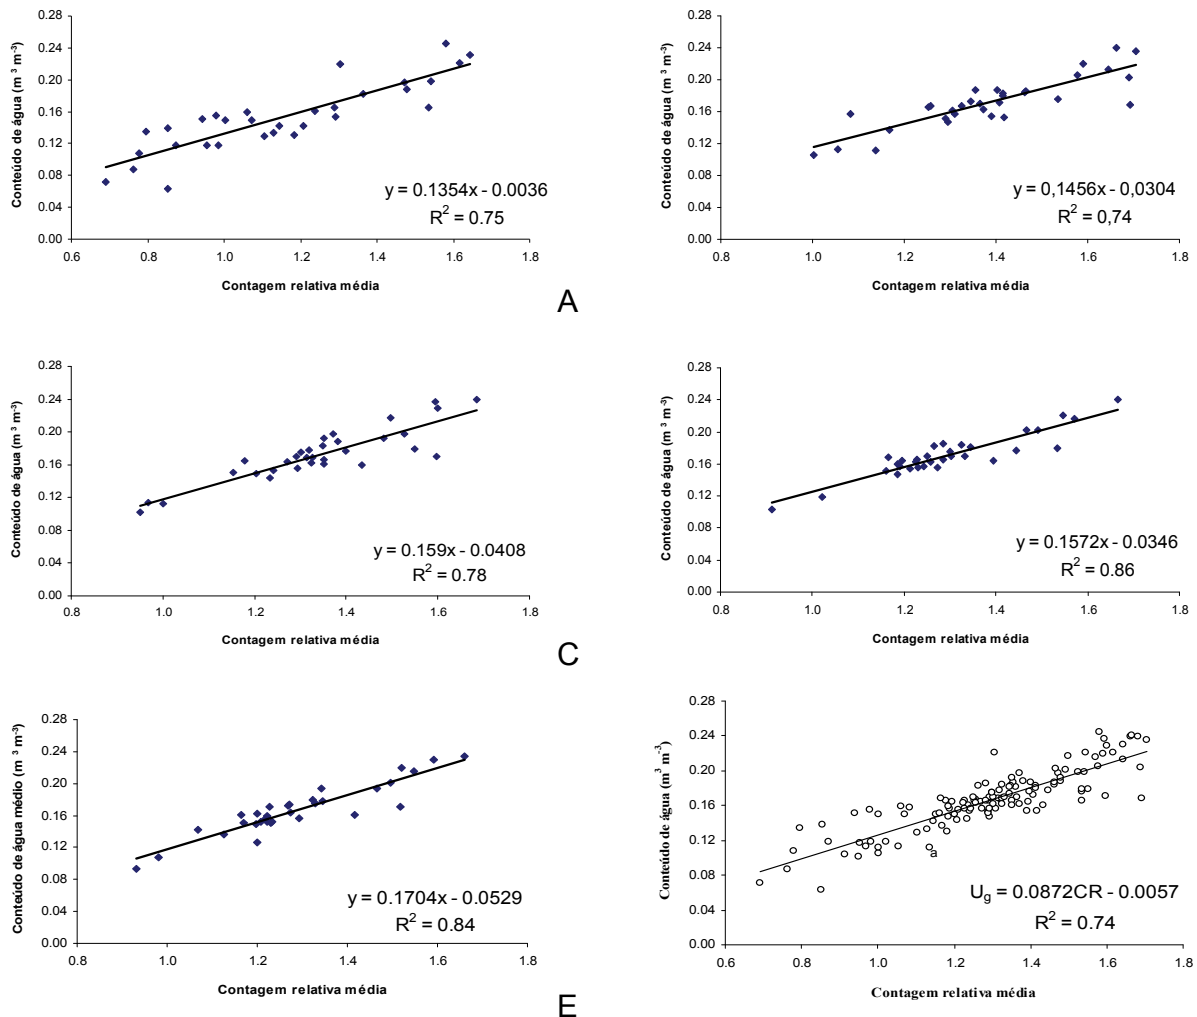 0.28
0.24
0.20
0.16
0.12
0.08
0.04
0.00
Conteúdo de água (m ³ m⁻³)
y = 0.1354x - 0.0036
R² = 0.75
0.6 0.8 1.0 1.2 1.4 1.6 1.8
Contagem relativa média
A
0.28
0.24
0.20
0.16
0.12
0.08
0.04
0.00
Conteúdo de água (m ³ m⁻³)
y = 0,1456x - 0,0304
R² = 0,74
0.8 1.0 1.2 1.4 1.6 1.8
Contagem relativa média
0.28
0.24
0.20
0.16
0.12
0.08
0.04
0.00
Conteúdo de água (m ³ m⁻³)
y = 0.159x - 0.0408
R² = 0.78
0.8 1.0 1.2 1.4 1.6 1.8
Contagem relativa média
C
0.28
0.24
0.20
0.16
0.12
0.08
0.04
0.00
Conteúdo de água (m ³ m⁻³)
y = 0.1572x - 0.0346
R² = 0.86
0.8 1.0 1.2 1.4 1.6 1.8
Contagem relativa média
0.28
0.24
0.20
0.16
0.12
0.08
0.04
0.00
Conteúdo de água médio (m ³ m⁻³)
y = 0.1704x - 0.0529
R² = 0.84
0.8 1.0 1.2 1.4 1.6 1.8
Contagem relativa média
E
0.28
0.24
0.20
0.16
0.12
0.08
0.04
0.00
Conteúdo de água (m³ m⁻³)
a
Ug = 0.0872CR - 0.0057
R² = 0.74
0.6 0.8 1.0 1.2 1.4 1.6 1.8
Contagem relativa média